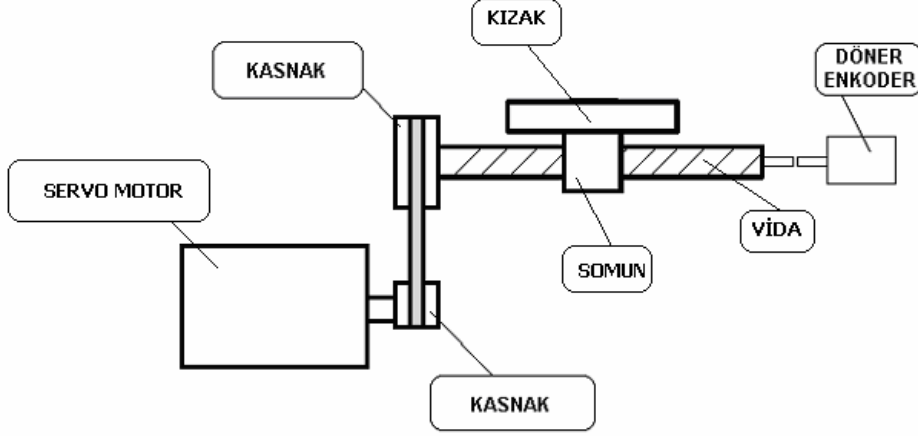 KIZAK
KASNAK
DÖNER
ENKODER
SERVO MOTOR
VİDA
SOMUN
KASNAK